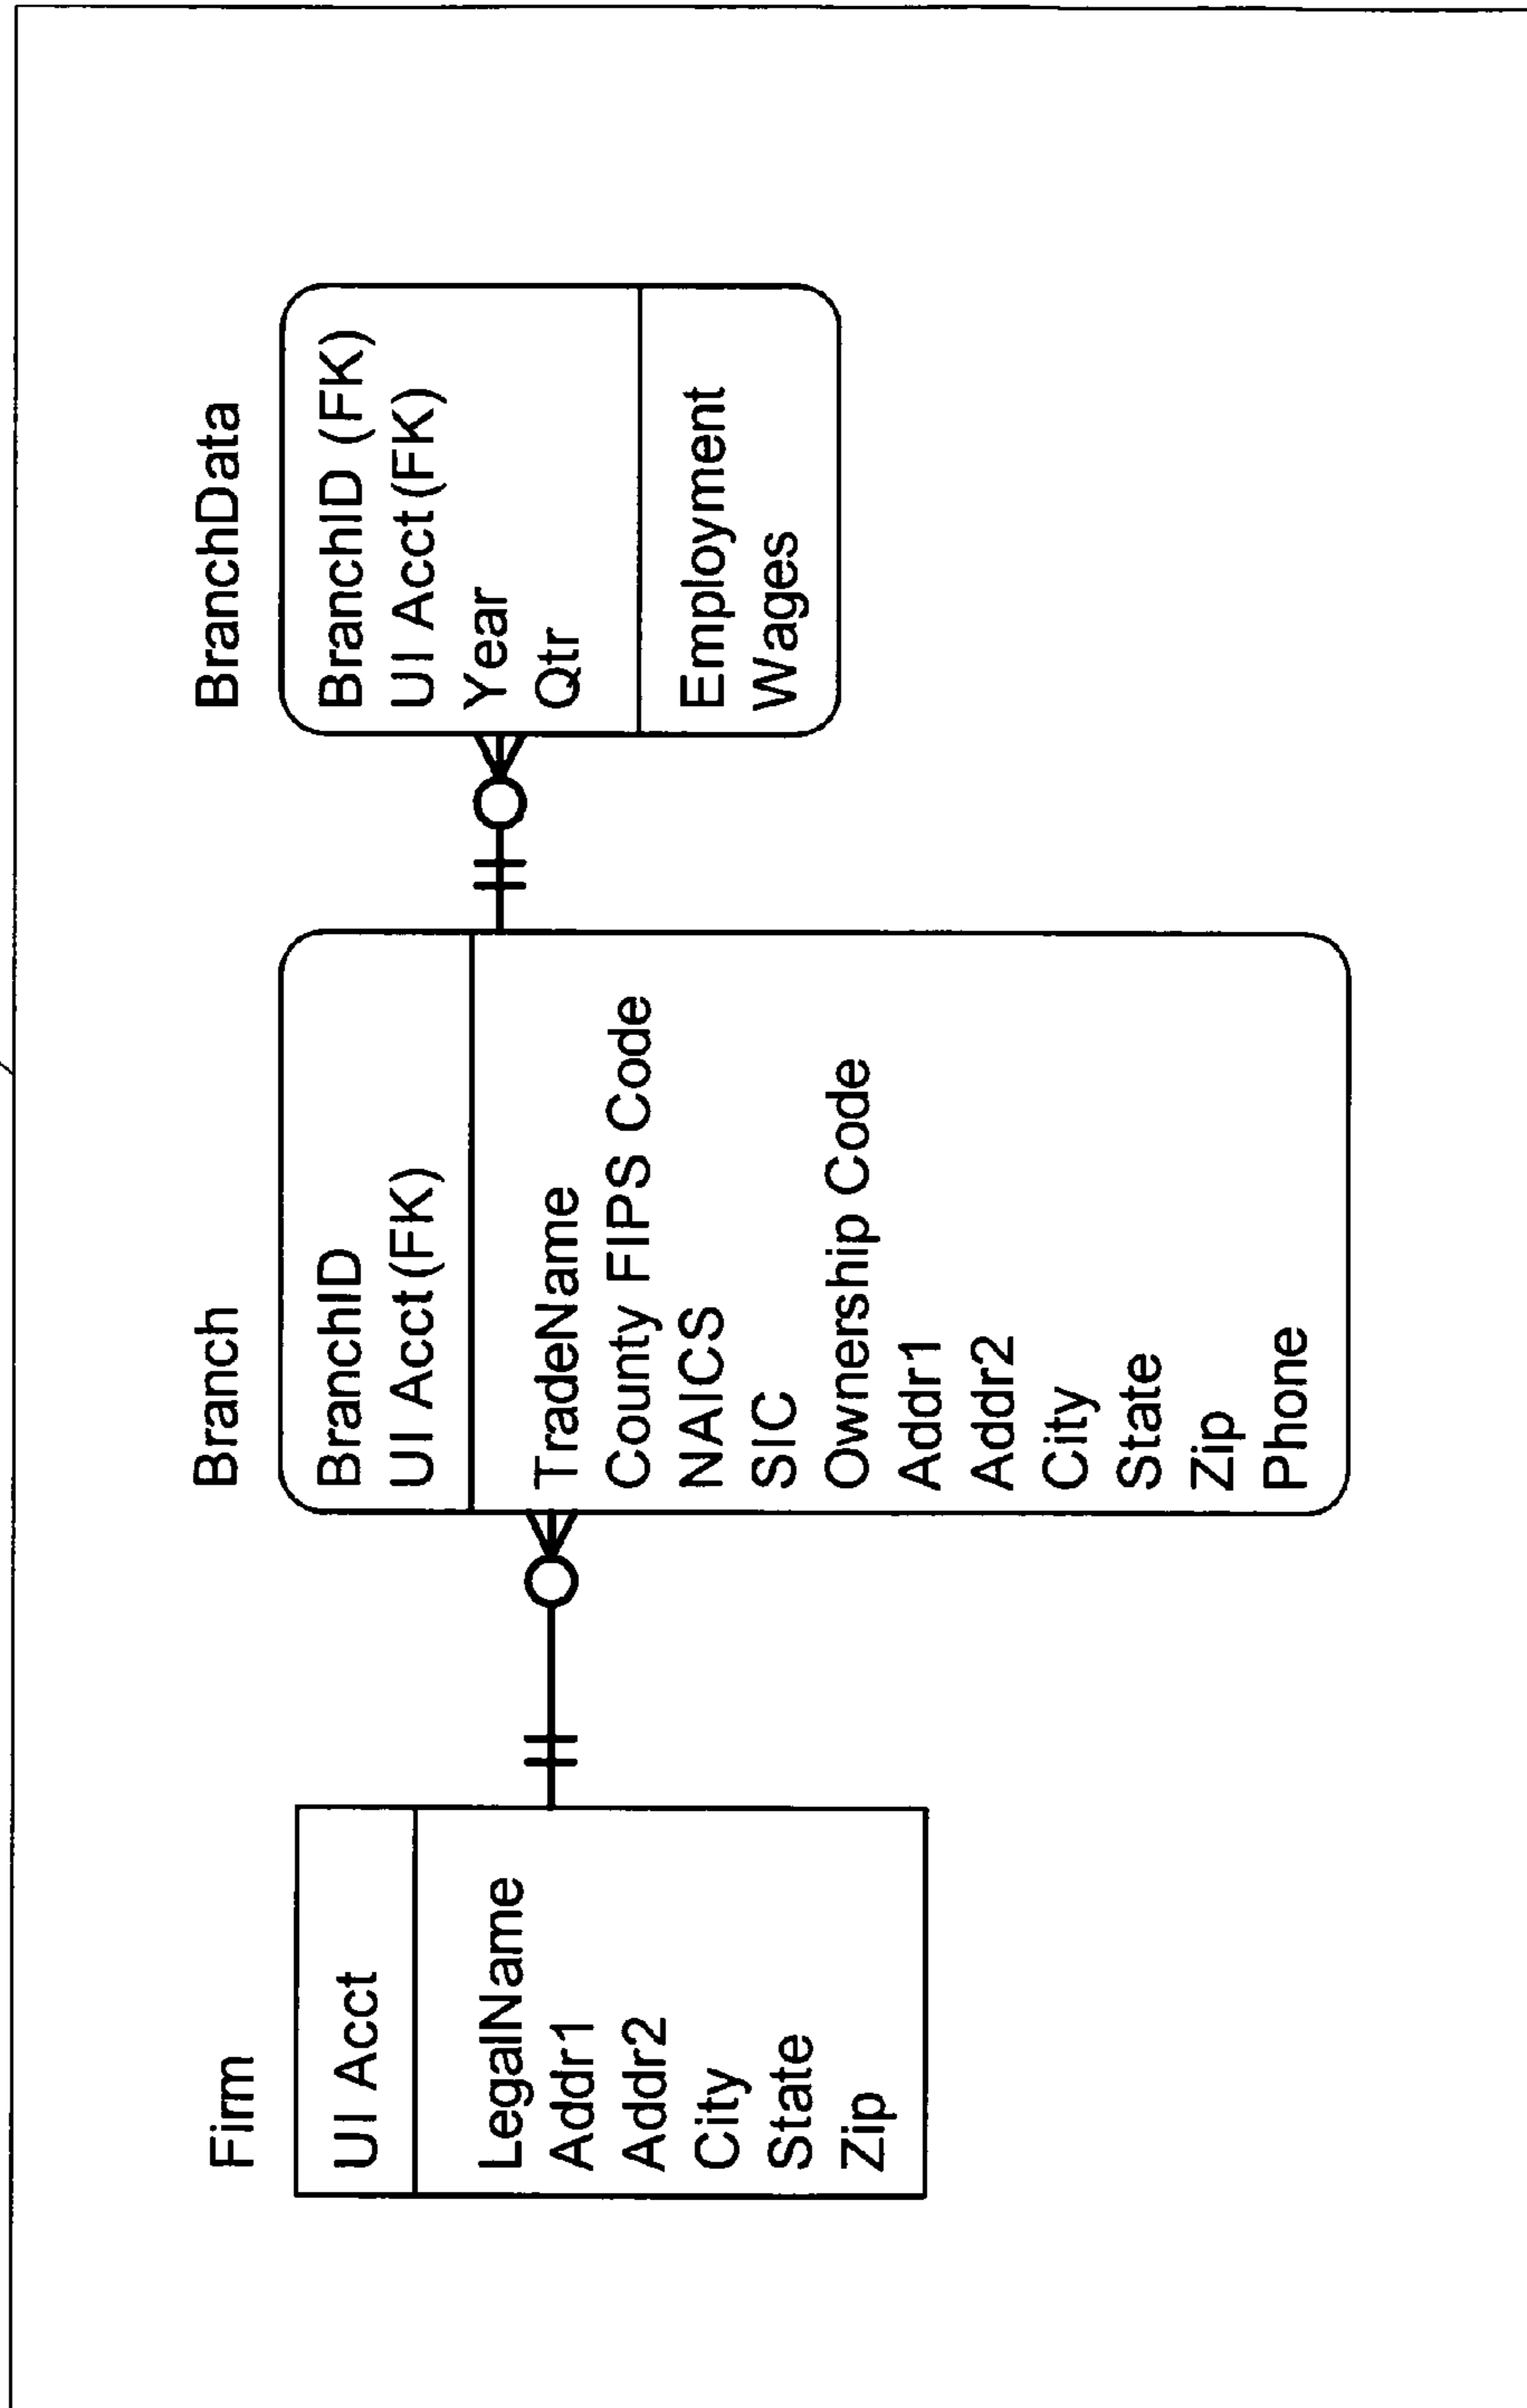 Firm
UI Acct
LegalName
Addr1
Addr2
City
State
Zip
Branch
BranchID
UI Acct (FK)
TradeName
County FIPS Code
NAICS
SIC
Ownership Code
Addr1
Addr2
City
State
Zip
Phone
BranchData
BranchID (FK)
UI Acct (FK)
Year
Qtr
Employment
Wages